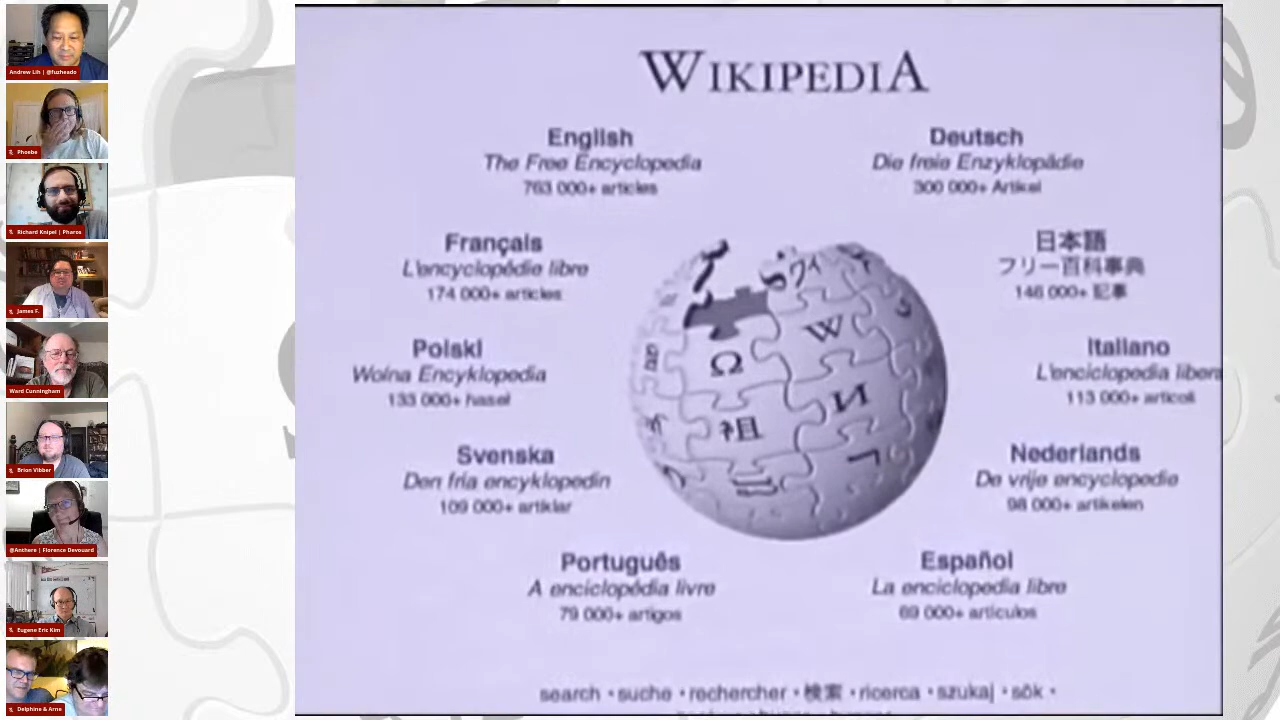 Andrew Lih | @fuzheado
Phoebe
Richard Knipel | Pharos
James F.
Ward Cunningham
Brion Vibber
@Anthere | Florence Devouard
Eugene Eric Kim
Delphine & Arne
WIKIPEDIA
English
The Free Encyclopedia
763 000+ articles
Deutsch
Die freie Enzyklopädie
300 000+ Artikel
Français
L'encyclopédie libre
174 000+ articles
日本語
フリー百科事典
146 000+ 記事
Polski
Wolna Encyklopedia
133 000+ haseł
Italiano
L'enciclopedia libera
113 000+ articoli
Svenska
Den fria encyklopedin
109 000+ artiklar
Nederlands
De vrije encyclopedie
98 000+ artikelen
Português
A enciclopédia livre
79 000+ artigos
Español
La enciclopedia libre
69 000+ artículos
Ω W И 祖
search • suche • rechercher • 検索 • ricerca • szukaj • sök •